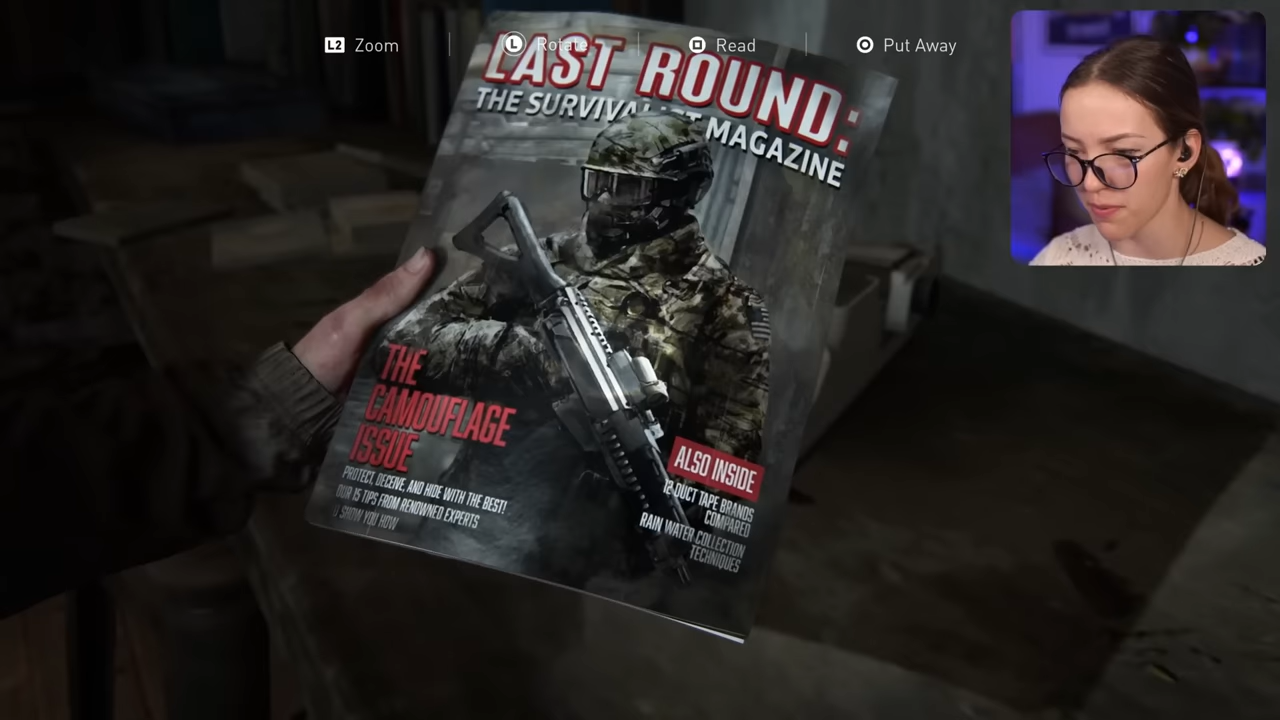 L2 Zoom
L Rotate
Read
Put Away
LAST ROUND:
THE SURVIVALIST MAGAZINE
THE
CAMOUFLAGE
ISSUE
PROTECT, DECEIVE, AND HIDE WITH THE BEST!
OUR 15 TIPS FROM RENOWNED EXPERTS
SHOW YOU HOW
ALSO INSIDE
12 DUCT TAPE BRANDS
COMPARED
RAIN WATER COLLECTION
TECHNIQUES